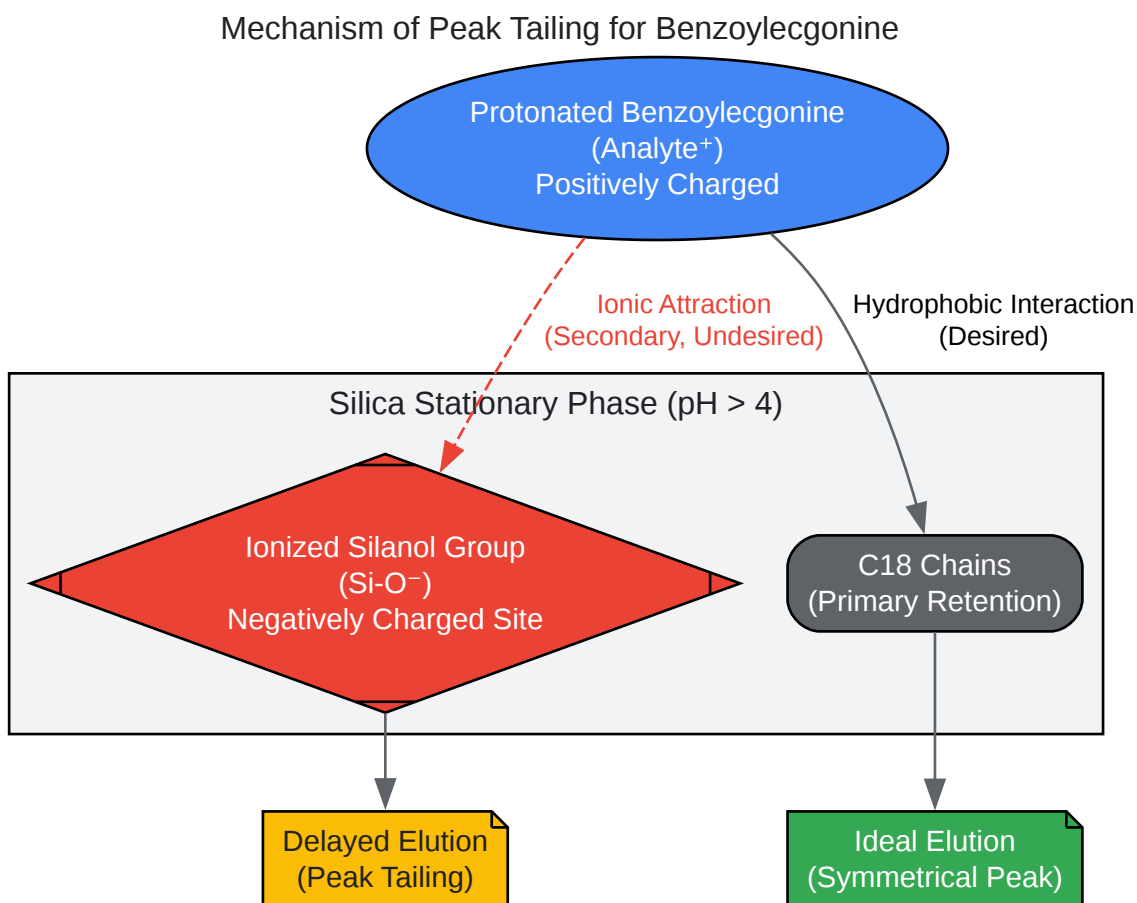 Mechanism of Peak Tailing for Benzoylecgonine
Protonated Benzoylecgonine
(Analyte⁺)
Positively Charged
Ionic Attraction
(Secondary, Undesired)
Hydrophobic Interaction
(Desired)
Silica Stationary Phase (pH > 4)
Ionized Silanol Group
(Si-O⁻)
Negatively Charged Site
C18 Chains
(Primary Retention)
Delayed Elution
(Peak Tailing)
Ideal Elution
(Symmetrical Peak)